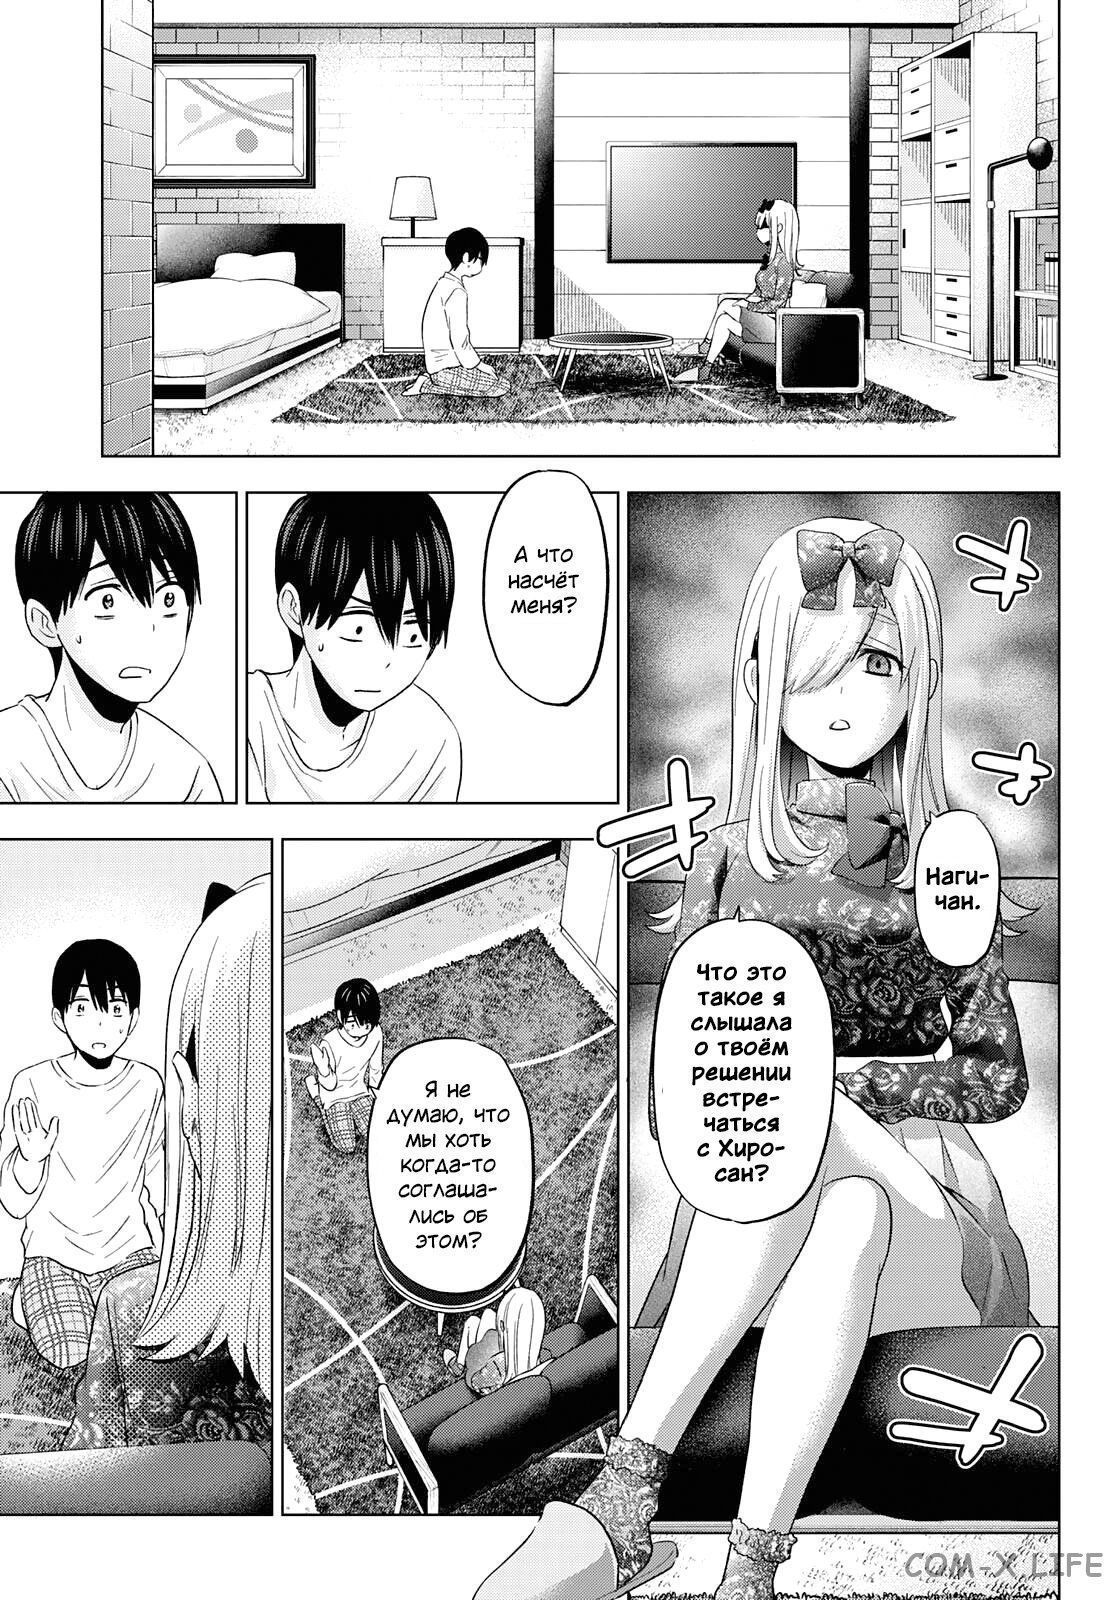 Наги-
чан.
Что это
такое я
слышала
о твоём
решении
встре-
чаться
с Хиро-
сан?
А что
насчёт
меня?
Я не
думаю, что
мы хоть
когда-то
соглаша-
лись об
этом?
COM-X LIFE